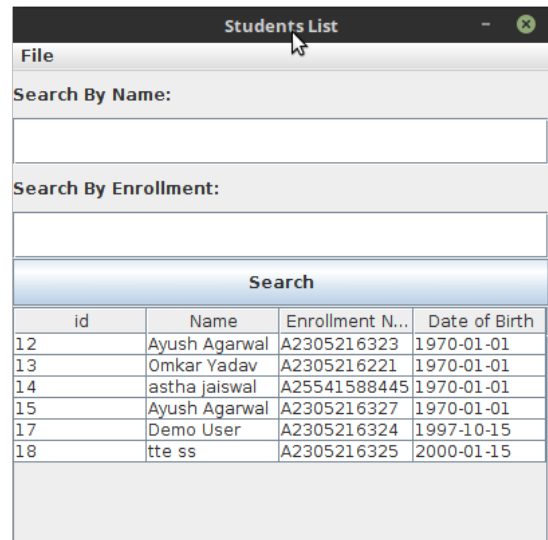 Students List
File
Search By Name:
Search By Enrollment:
Search
id Name Enrollment N... Date of Birth
12 Ayush Agarwal A2305216323 1970-01-01
13 Omkar Yadav A2305216221 1970-01-01
14 astha jaiswal A25541588445 1970-01-01
15 Ayush Agarwal A2305216327 1970-01-01
17 Demo User A2305216324 1997-10-15
18 tte ss A2305216325 2000-01-15